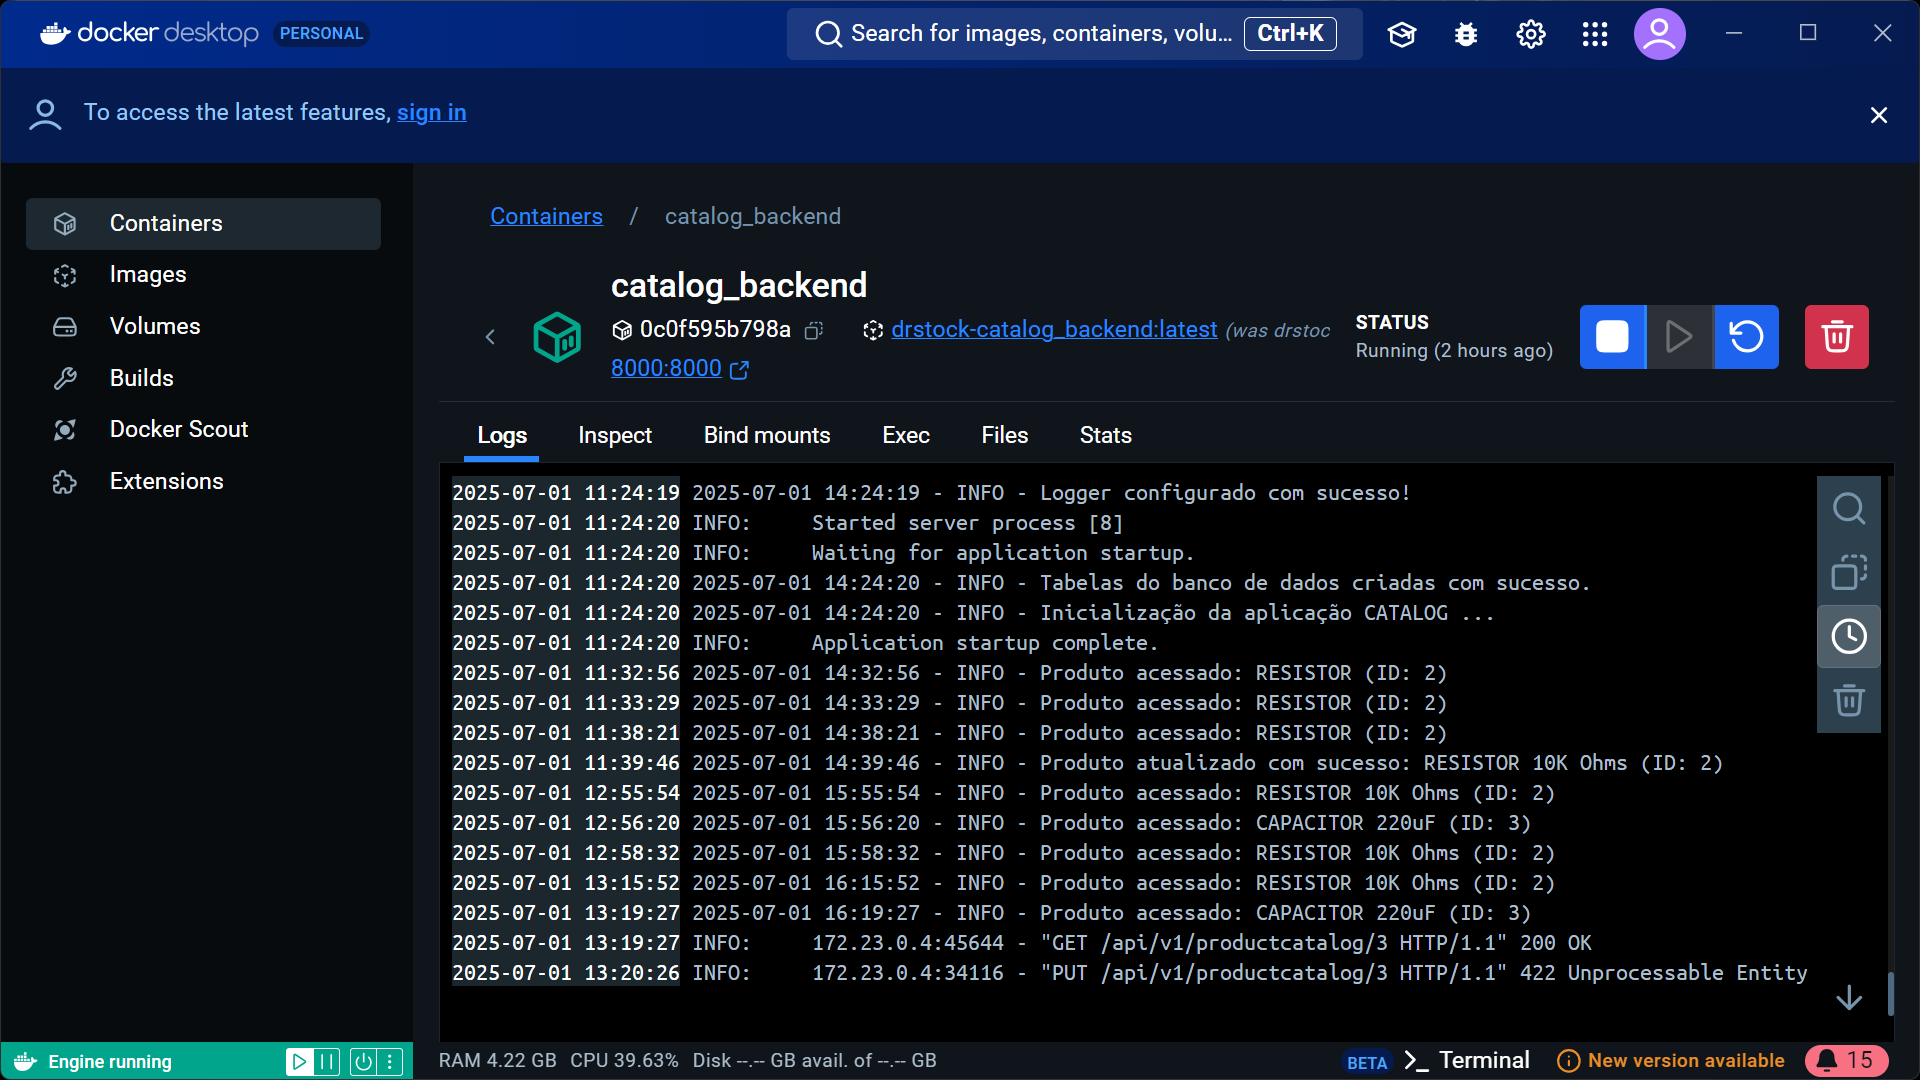 docker desktop PERSONAL
Search for images, containers, volu... Ctrl+K
To access the latest features, sign in
Containers
Images
Volumes
Builds
Docker Scout
Extensions
Containers / catalog_backend
catalog_backend
0c0f595b798a drstock-catalog_backend:latest (was drstoc
8000:8000
STATUS
Running (2 hours ago)
Logs Inspect Bind mounts Exec Files Stats
2025-07-01 11:24:19 2025-07-01 14:24:19 - INFO - Logger configurado com sucesso!
2025-07-01 11:24:20 INFO:     Started server process [8]
2025-07-01 11:24:20 INFO:     Waiting for application startup.
2025-07-01 11:24:20 2025-07-01 14:24:20 - INFO - Tabelas do banco de dados criadas com sucesso.
2025-07-01 11:24:20 2025-07-01 14:24:20 - INFO - Inicialização da aplicação CATALOG ...
2025-07-01 11:24:20 INFO:     Application startup complete.
2025-07-01 11:32:56 2025-07-01 14:32:56 - INFO - Produto acessado: RESISTOR (ID: 2)
2025-07-01 11:33:29 2025-07-01 14:33:29 - INFO - Produto acessado: RESISTOR (ID: 2)
2025-07-01 11:38:21 2025-07-01 14:38:21 - INFO - Produto acessado: RESISTOR (ID: 2)
2025-07-01 11:39:46 2025-07-01 14:39:46 - INFO - Produto atualizado com sucesso: RESISTOR 10K Ohms (ID: 2)
2025-07-01 12:55:54 2025-07-01 15:55:54 - INFO - Produto acessado: RESISTOR 10K Ohms (ID: 2)
2025-07-01 12:56:20 2025-07-01 15:56:20 - INFO - Produto acessado: CAPACITOR 220uF (ID: 3)
2025-07-01 12:58:32 2025-07-01 15:58:32 - INFO - Produto acessado: RESISTOR 10K Ohms (ID: 2)
2025-07-01 13:15:52 2025-07-01 16:15:52 - INFO - Produto acessado: RESISTOR 10K Ohms (ID: 2)
2025-07-01 13:19:27 2025-07-01 16:19:27 - INFO - Produto acessado: CAPACITOR 220uF (ID: 3)
2025-07-01 13:19:27 INFO:     172.23.0.4:45644 - "GET /api/v1/productcatalog/3 HTTP/1.1" 200 OK
2025-07-01 13:20:26 INFO:     172.23.0.4:34116 - "PUT /api/v1/productcatalog/3 HTTP/1.1" 422 Unprocessable Entity
Engine running
RAM 4.22 GB CPU 39.63% Disk --.-- GB avail. of --.-- GB
BETA >_ Terminal
New version available
15